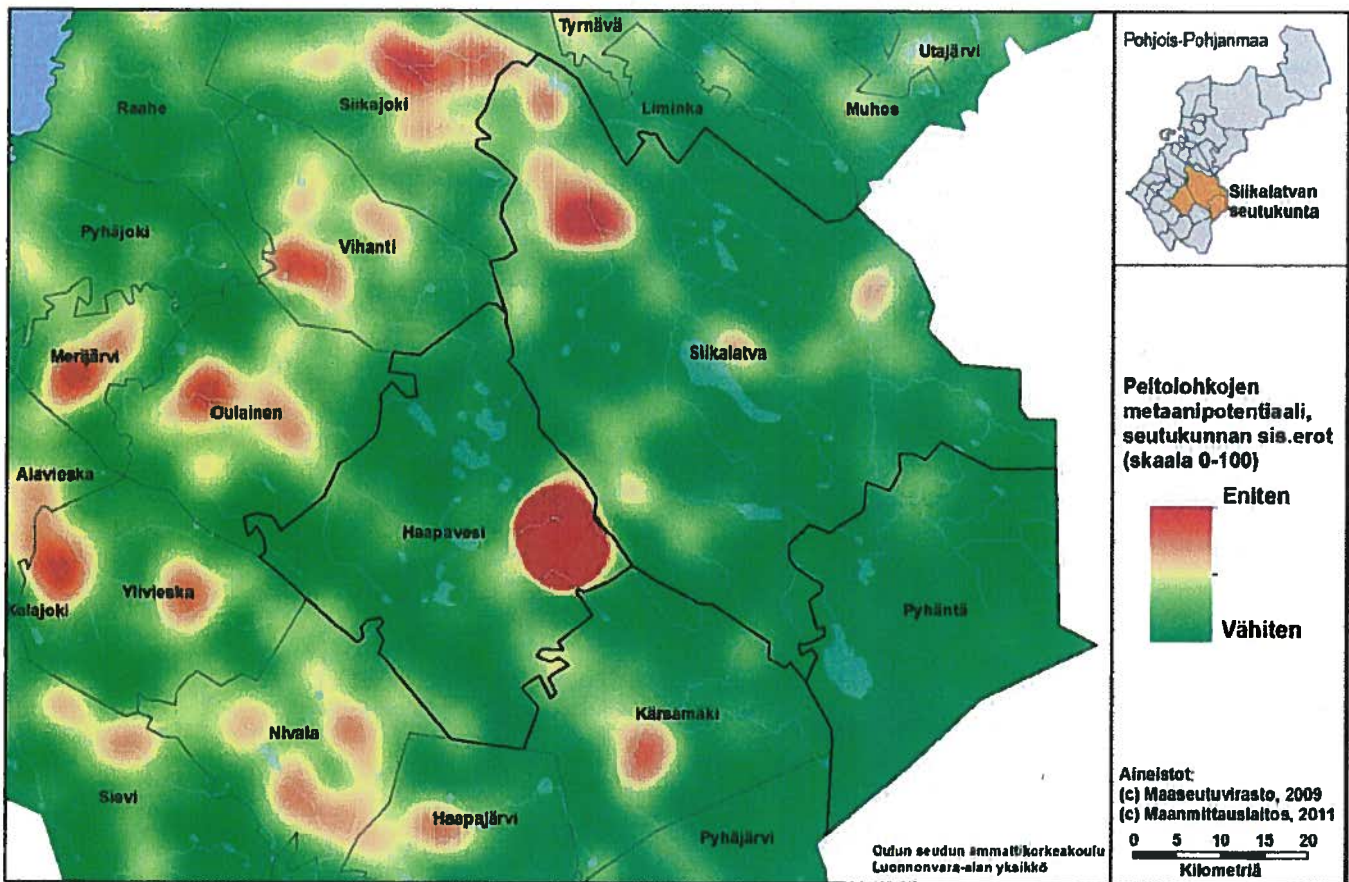 Tyrnävä
Utajärvi
Raahe
Siikajoki
Liminka
Muhos
Pyhäjoki
Vihanti
Merijärvi
Siikalatva
Oulainen
Alavieska
Haapavesi
Ylivieska
Kalajoki
Pyhäntä
Kärsämäki
Nivala
Sievi
Haapajärvi
Pyhäjärvi
Oulun seudun ammattikorkeakoulu
Luonnonvara-alan yksikkö
Pohjois-Pohjanmaa
Siikalatvan
seutukunta
Peltolohkojen
metaanipotentiaali,
seutukunnan sis.erot
(skaala 0-100)
Eniten
Vähiten
Aineistot:
(c) Maaseutuvirasto, 2009
(c) Maanmittauslaitos, 2011
0 5 10 15 20
Kilometriä